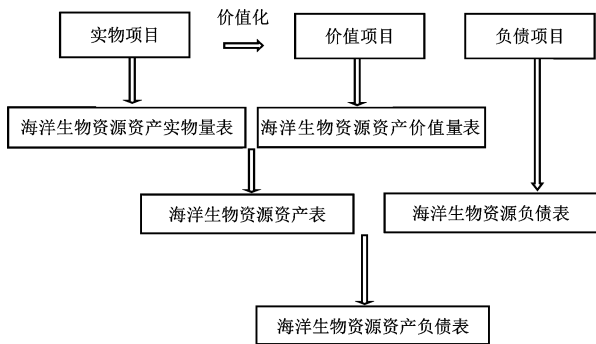 价值化
实物项目
价值项目
负债项目
海洋生物资源资产实物量表
海洋生物资源资产价值量表
海洋生物资源资产表
海洋生物资源负债表
海洋生物资源资产负债表